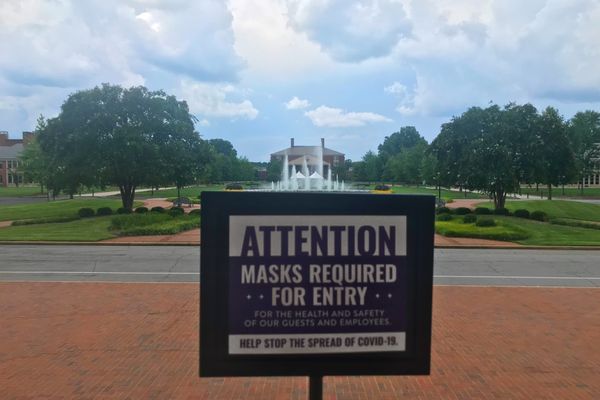 ATTENTION
MASKS REQUIRED
FOR ENTRY
FOR THE HEALTH AND SAFETY
OF OUR GUESTS AND EMPLOYEES.
HELP STOP THE SPREAD OF COVID-19.